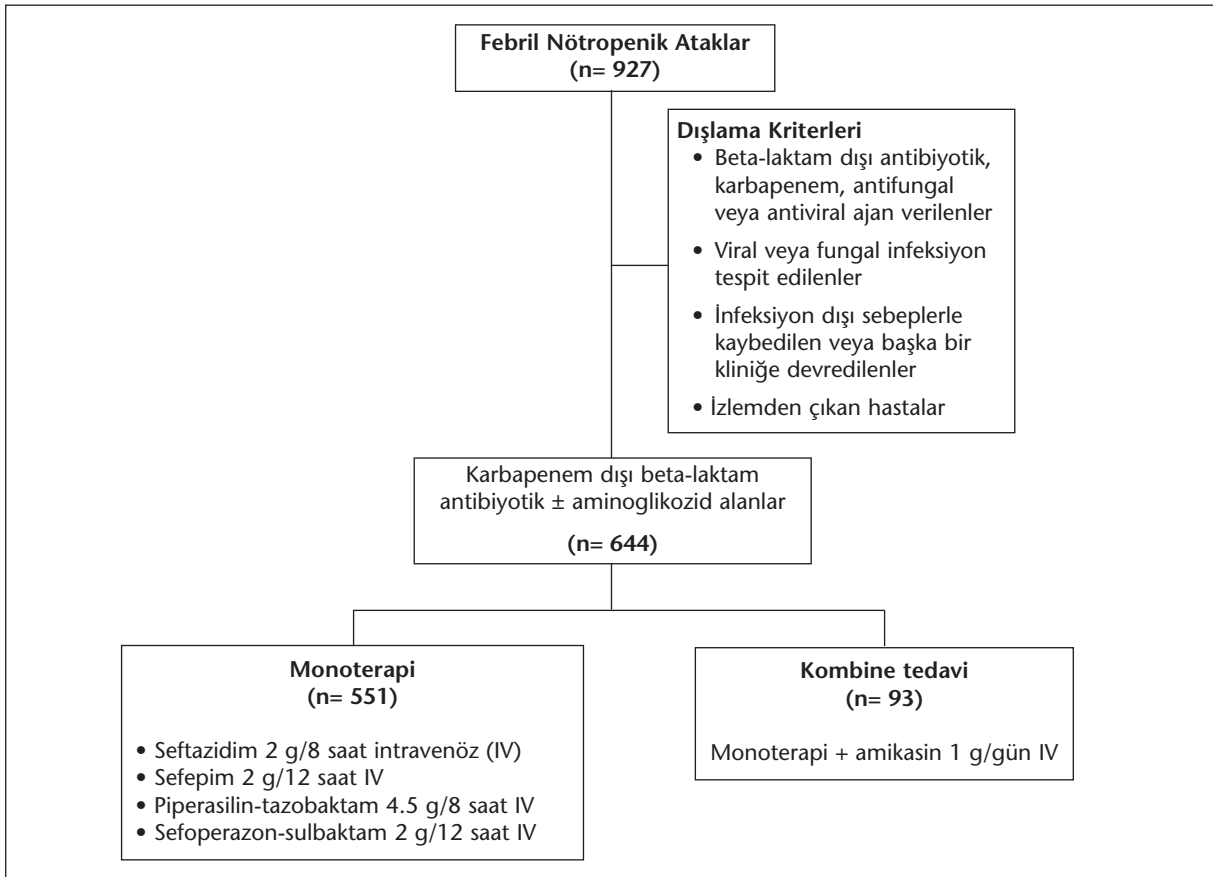 Febril Nötropenik Ataklar
(n= 927)
Dışlama Kriterleri
• Beta-laktam dışı antibiyotik,
karbapenem, antifungal
veya antiviral ajan verilenler
• Viral veya fungal infeksiyon
tespit edilenler
• İnfeksiyon dışı sebeplerle
kaybedilen veya başka bir
kliniğe devredilenler
• İzlemden çıkan hastalar
Karbapenem dışı beta-laktam
antibiyotik ± aminoglikozid alanlar
(n= 644)
Monoterapi
(n= 551)
• Seftazidim 2 g/8 saat intravenöz (IV)
• Sefepim 2 g/12 saat IV
• Piperasilin-tazobaktam 4.5 g/8 saat IV
• Sefoperazon-sulbaktam 2 g/12 saat IV
Kombine tedavi
(n= 93)
Monoterapi + amikasin 1 g/gün IV